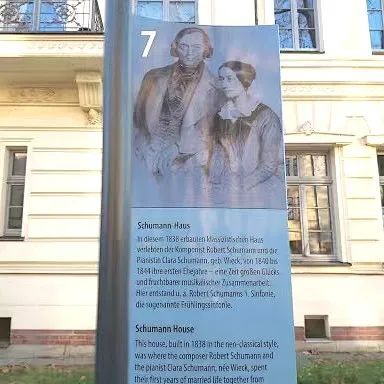 7
Schumann-Haus
In diesem 1838 erbauten klassizistischen Haus
verlebten der Komponist Robert Schumann und die
Pianistin Clara Schumann, geb. Wieck, von 1840 bis
1844 ihre ersten Ehejahre – eine Zeit großen Glücks
und fruchtbarer musikalischer Zusammenarbeit.
Hier entstand u. a. Robert Schumanns 1. Sinfonie,
die sogenannte Frühlingssinfonie.
Schumann House
This house, built in 1838 in the neo-classical style,
was where the composer Robert Schumann and
the pianist Clara Schumann, née Wieck, spent
their first years of married life together from